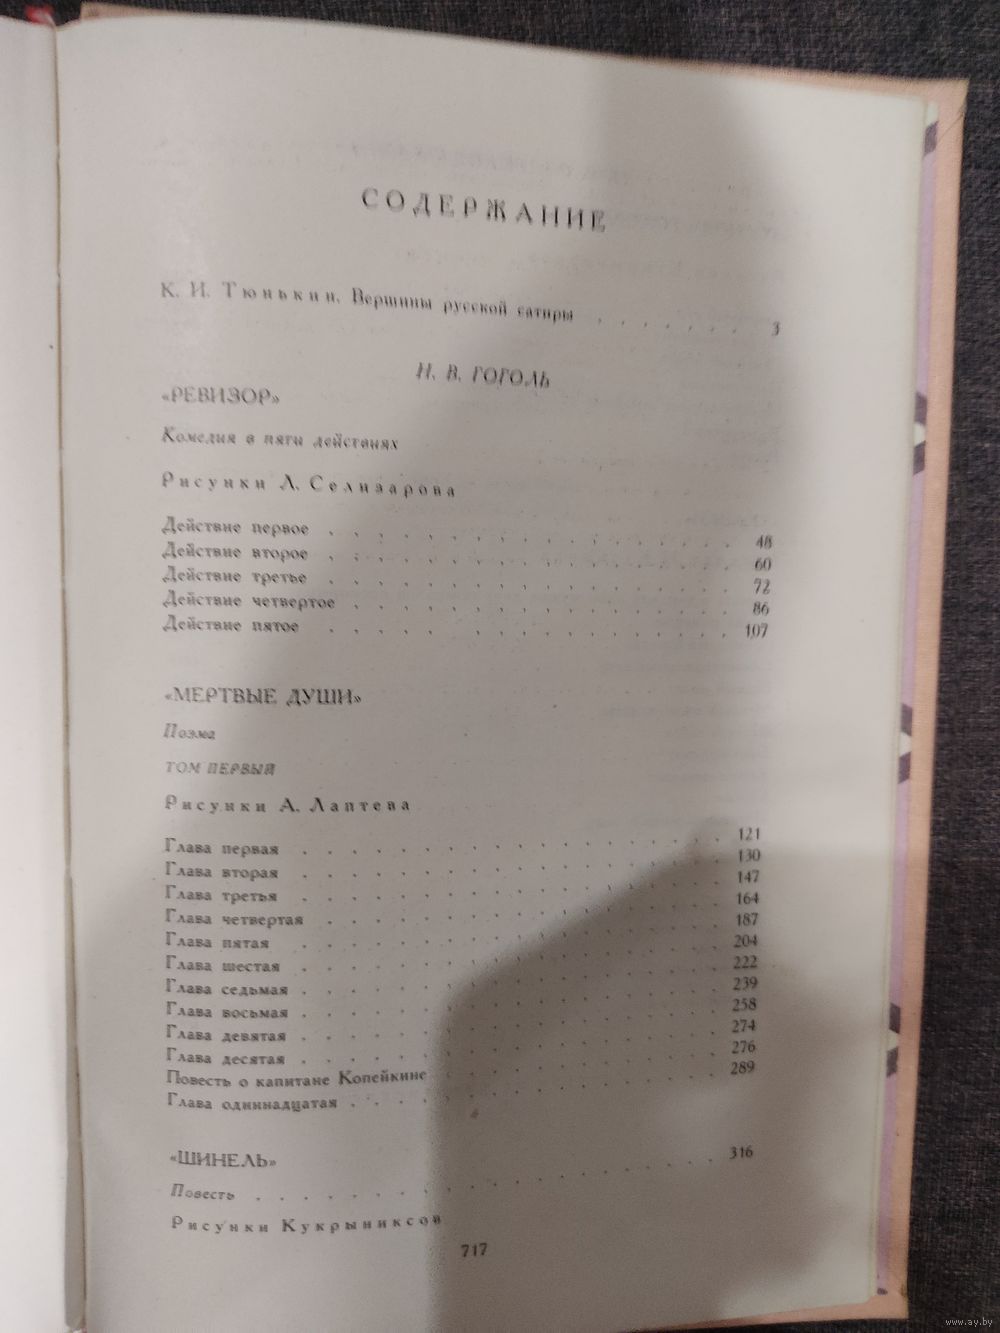 СОДЕРЖАНИЕ
К. И. Тюнькин. Вершины русской сатиры . . . . . . . 3
Н. В. ГОГОЛЬ
«РЕВИЗОР»
Комедия в пяти действиях
Рисунки Л. Селизарова
Действие первое . . . . . . . . . . . . . . . . . 48
Действие второе . . . . . . . . . . . . . . . . . 60
Действие третье . . . . . . . . . . . . . . . . . 72
Действие четвертое . . . . . . . . . . . . . . . . 86
Действие пятое . . . . . . . . . . . . . . . . 107
«МЕРТВЫЕ ДУШИ»
Поэма
ТОМ ПЕРВЫЙ
Рисунки А. Лаптева
Глава первая . . . . . . . . . . . . . . . . . . 121
Глава вторая . . . . . . . . . . . . . . . . . . 130
Глава третья . . . . . . . . . . . . . . . . . . 147
Глава четвертая . . . . . . . . . . . . . . . . . 164
Глава пятая . . . . . . . . . . . . . . . . . . 187
Глава шестая . . . . . . . . . . . . . . . . . . 204
Глава седьмая . . . . . . . . . . . . . . . . . . 222
Глава восьмая . . . . . . . . . . . . . . . . . . 239
Глава девятая . . . . . . . . . . . . . . . . . . 258
Глава десятая . . . . . . . . . . . . . . . . . . 274
Повесть о капитане Копейкине . . . . . . . . . . . . 276
Глава одиннадцатая . . . . . . . . . . . . . . . . 289
«ШИНЕЛЬ»
Повесть . . . . . . . . . . . . . . . . . . . 316
Рисунки Кукрыниксов
717
www.ay.by